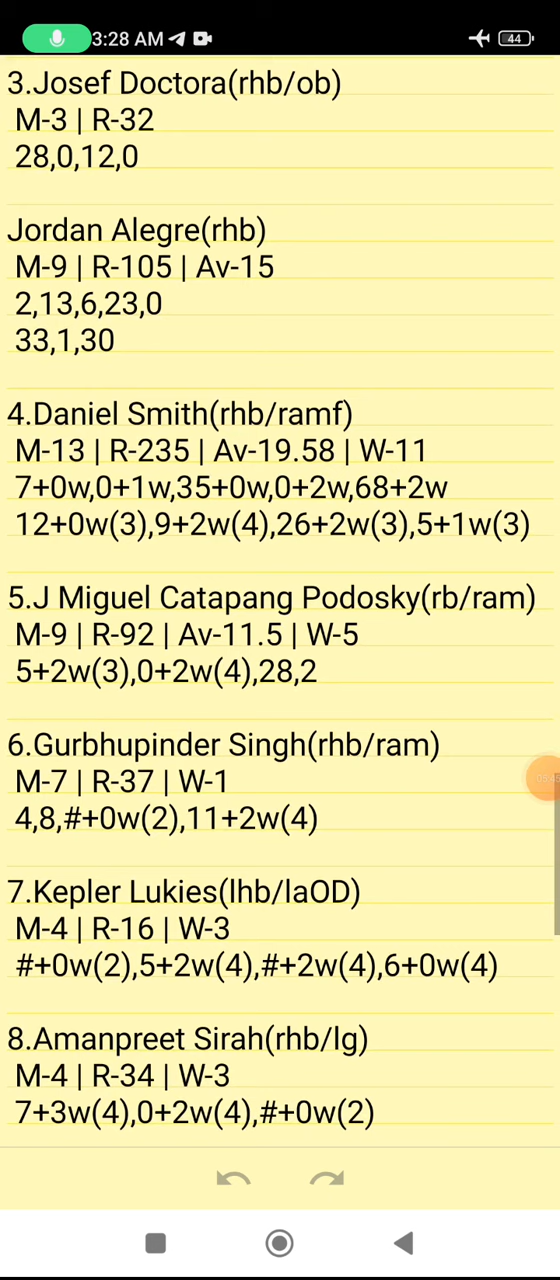 3:28 AM
44
3.Josef Doctora(rhb/ob)
M-3 | R-32
28,0,12,0
Jordan Alegre(rhb)
M-9 | R-105 | Av-15
2,13,6,23,0
33,1,30
4.Daniel Smith(rhb/ramf)
M-13 | R-235 | Av-19.58 | W-11
7+0w,0+1w,35+0w,0+2w,68+2w
12+0w(3),9+2w(4),26+2w(3),5+1w(3)
5.J Miguel Catapang Podosky(rb/ram)
M-9 | R-92 | Av-11.5 | W-5
5+2w(3),0+2w(4),28,2
6.Gurbhupinder Singh(rhb/ram)
M-7 | R-37 | W-1
4,8,#+0w(2),11+2w(4)
7.Kepler Lukies(lhb/laOD)
M-4 | R-16 | W-3
#+0w(2),5+2w(4),#+2w(4),6+0w(4)
8.Amanpreet Sirah(rhb/lg)
M-4 | R-34 | W-3
7+3w(4),0+2w(4),#+0w(2)